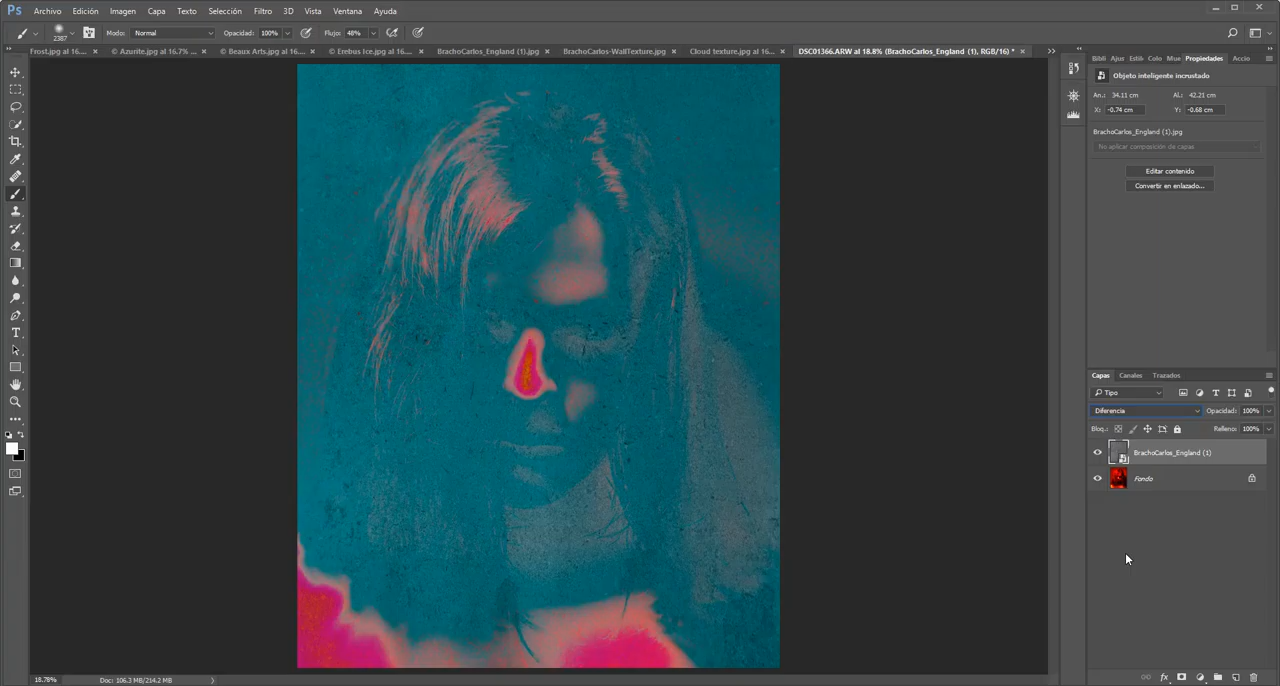 Ps Archivo Edición Imagen Capa Texto Selección Filtro 3D Vista Ventana Ayuda
2387 Modo: Normal Opacidad: 100% Flujo: 48%
Frost.jpg al 16.... × © Azurite.jpg al 16.7% ... × © Beaux Arts.jpg al 16.... × © Erebus Ice.jpg al 16.... × BrachoCarlos_England (1).jpg × BrachoCarlos-WallTexture.jpg × Cloud texture.jpg al 16.... × DSC01366.ARW al 18.8% (BrachoCarlos_England (1), RGB/16) * ×
Bibli Ajus Estik Colo Mue Propiedades Accio
Objeto inteligente incrustado
An.: 34.11 cm Al.: 42.21 cm
X: -0.74 cm Y: -0.68 cm
BrachoCarlos_England (1).jpg
No aplicar composición de capas
Editar contenido
Convertir en enlazado...
Capas Canales Trazados
Tipo
Diferencia Opacidad: 100%
Bloq.: Relleno: 100%
BrachoCarlos_England (1)
Fondo
18.78% Doc: 106.3 MB/214.2 MB